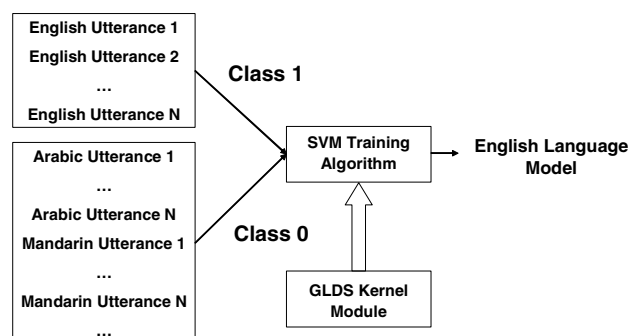 English Utterance 1
English Utterance 2
...
English Utterance N
Class 1
Arabic Utterance 1
...
Arabic Utterance N
Mandarin Utterance 1
...
Mandarin Utterance N
...
Class 0
SVM Training
Algorithm
English Language
Model
GLDS Kernel
Module